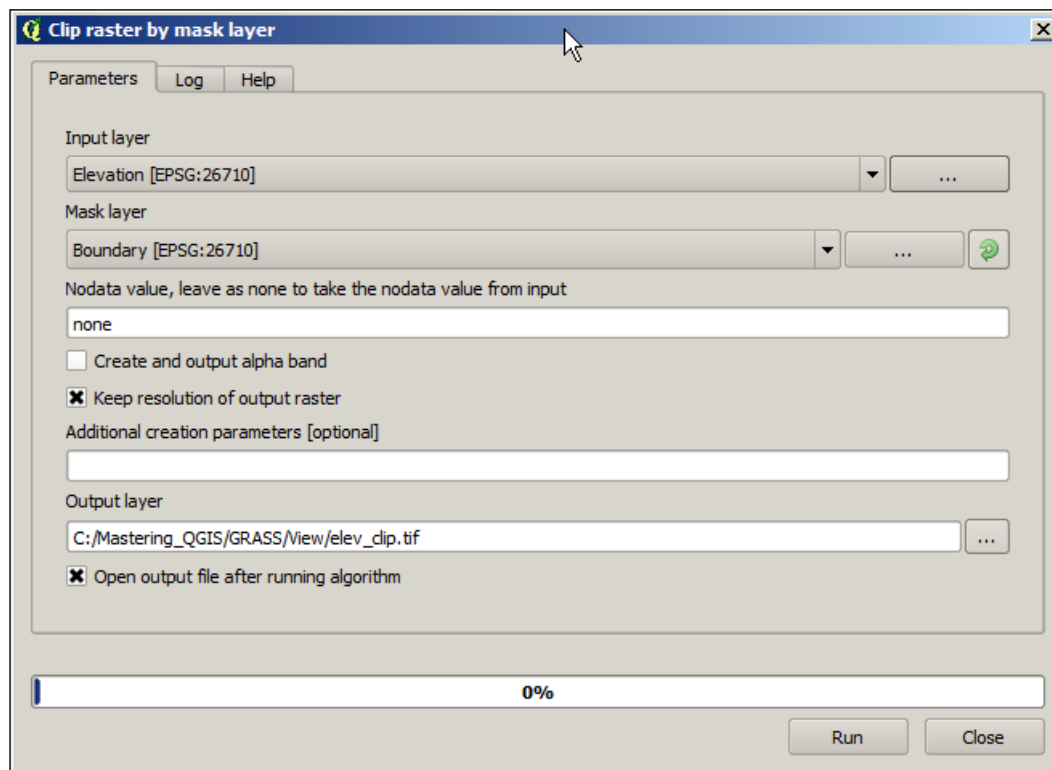 Clip raster by mask layer
Parameters Log Help
Input layer
Elevation [EPSG:26710] ...
Mask layer
Boundary [EPSG:26710] ...
Nodata value, leave as none to take the nodata value from input
none
Create and output alpha band
Keep resolution of output raster
Additional creation parameters [optional]
Output layer
C:/Mastering_QGIS/GRASS/View/elev_clip.tif ...
Open output file after running algorithm
0%
Run Close